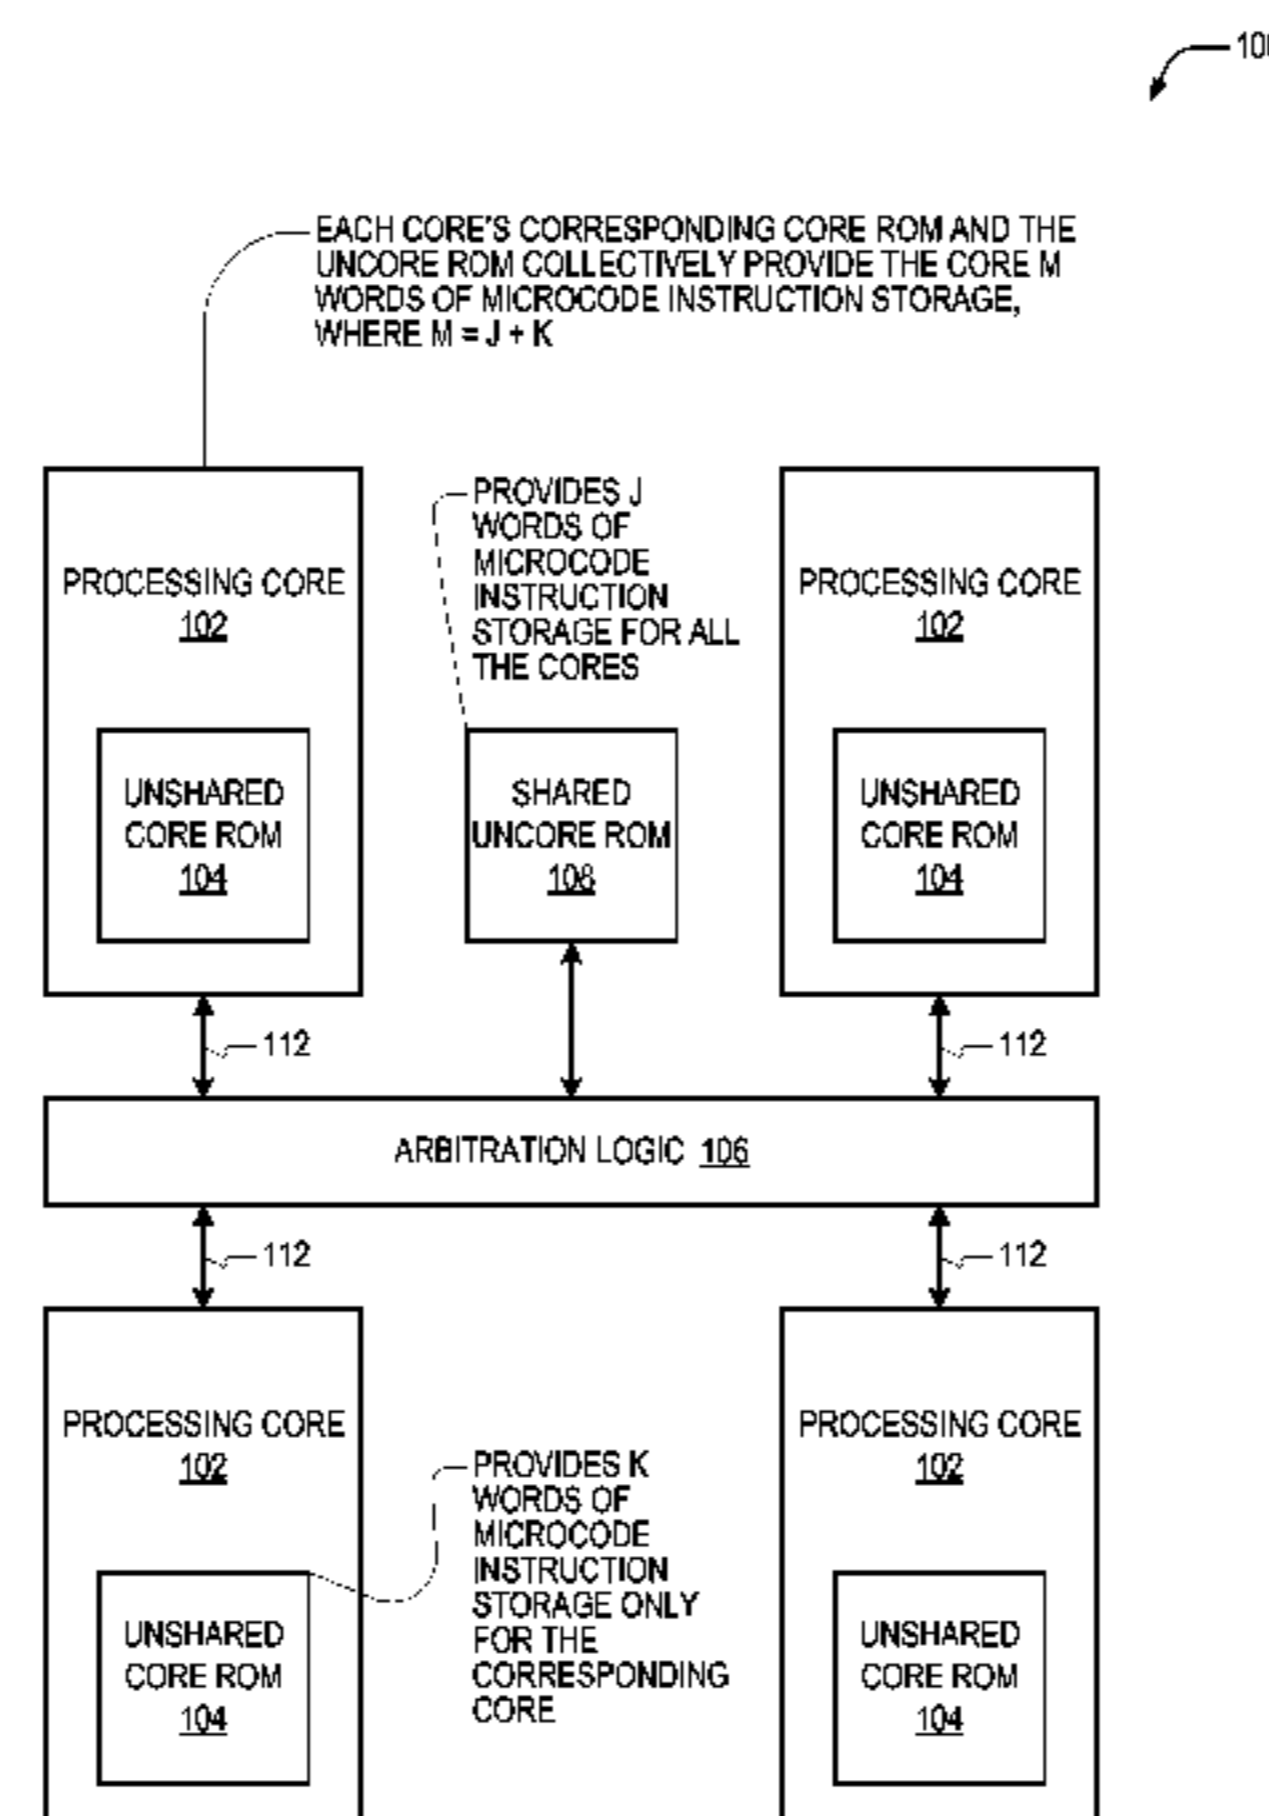 EACH CORE'S CORRESPONDING CORE ROM AND THE
UNCORE ROM COLLECTIVELY PROVIDE THE CORE M
WORDS OF MICROCODE INSTRUCTION STORAGE,
WHERE M = J + K
PROCESSING CORE
102
UNSHARED
CORE ROM
104
PROVIDES J
WORDS OF
MICROCODE
INSTRUCTION
STORAGE FOR ALL
THE CORES
SHARED
UNCORE ROM
108
PROCESSING CORE
102
UNSHARED
CORE ROM
104
112
112
ARBITRATION LOGIC 106
112
112
PROCESSING CORE
102
UNSHARED
CORE ROM
104
PROVIDES K
WORDS OF
MICROCODE
INSTRUCTION
STORAGE ONLY
FOR THE
CORRESPONDING
CORE
PROCESSING CORE
102
UNSHARED
CORE ROM
104